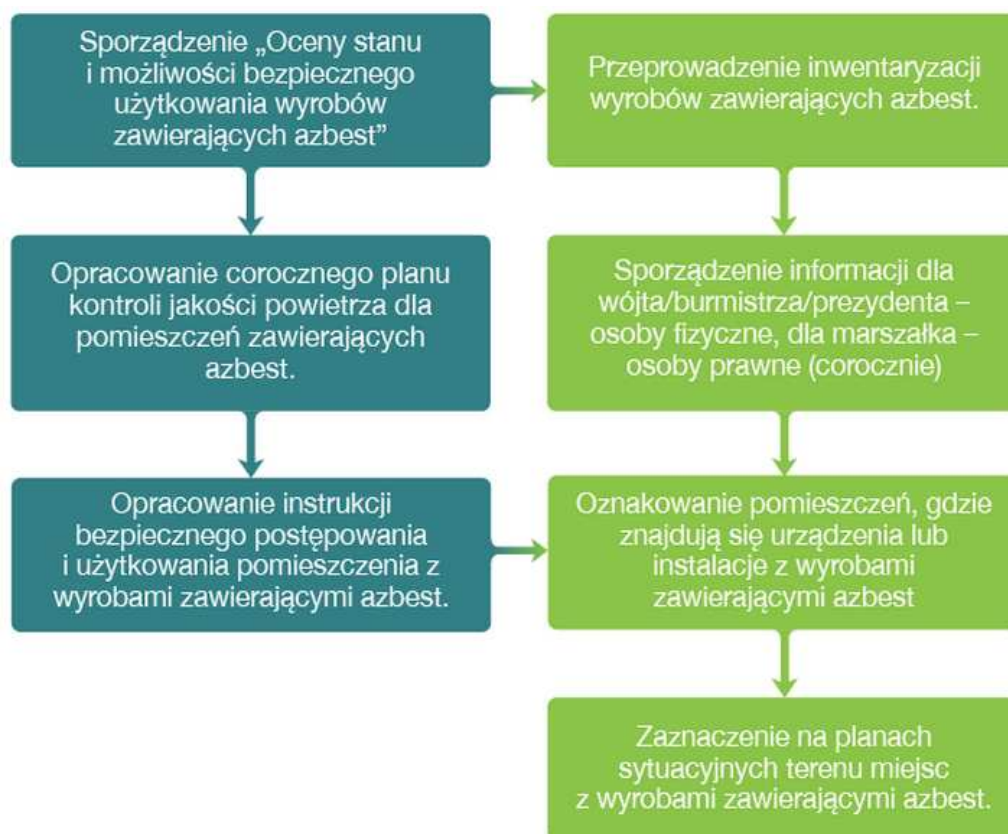 Sporządzenie „Oceny stanu
i możliwości bezpiecznego
użytkowania wyrobów
zawierających azbest”
Przeprowadzenie inwentaryzacji
wyrobów zawierających azbest.
Opracowanie corocznego planu
kontroli jakości powietrza dla
pomieszczeń zawierających
azbest.
Sporządzenie informacji dla
wójta/burmistrza/prezydenta –
osoby fizyczne, dla marszałka –
osoby prawne (corocznie)
Opracowanie instrukcji
bezpiecznego postępowania
i użytkowania pomieszczenia z
wyrobami zawierającymi azbest.
Oznakowanie pomieszczeń, gdzie
znajdują się urządzenia lub
instalacje z wyrobami
zawierającymi azbest
Zaznaczenie na planach
sytuacyjnych terenu miejsc
z wyrobami zawierającymi azbest.